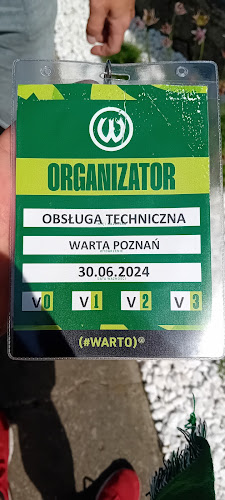 W
ORGANIZATOR
OBSŁUGA TECHNICZNA
WARTA POZNAŃ
30.06.2024
V0 V1 V2 V3
(#WARTO)®